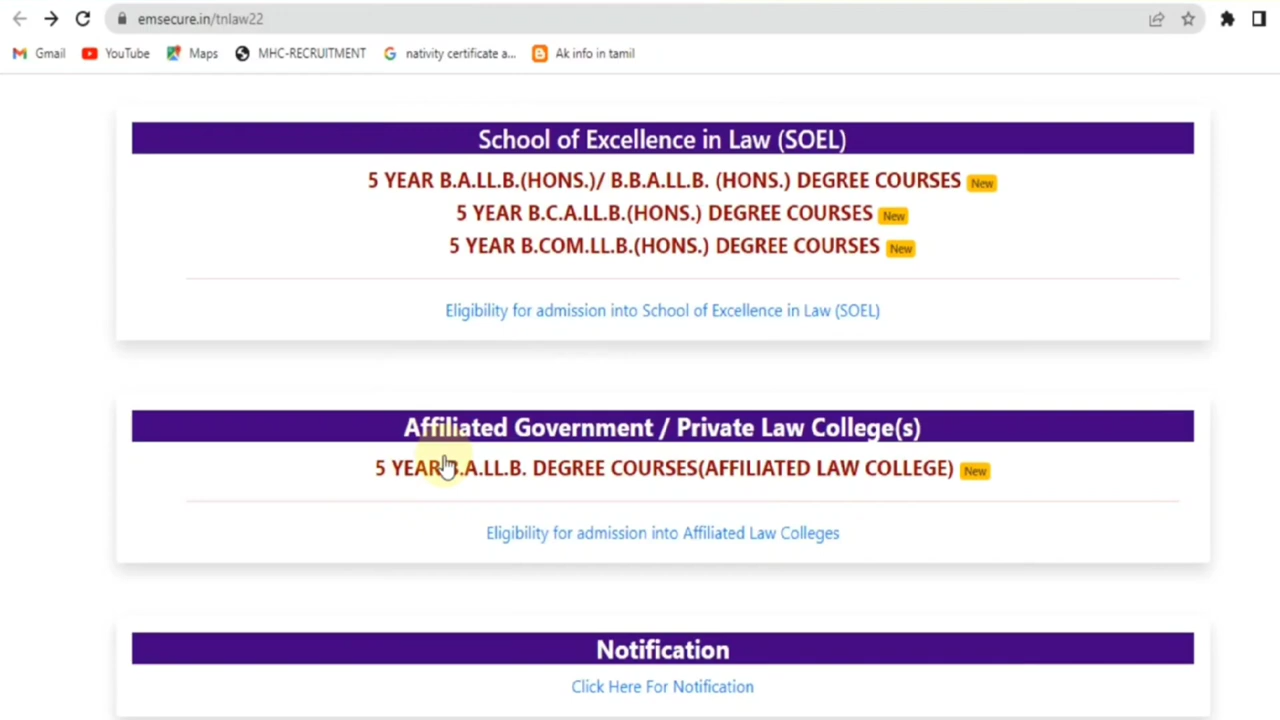 emsecure.in/tnlaw22
Gmail YouTube Maps MHC-RECRUITMENT nativity certificate a... Ak info in tamil
School of Excellence in Law (SOEL)
5 YEAR B.A.LL.B.(HONS.)/ B.B.A.LL.B. (HONS.) DEGREE COURSES New
5 YEAR B.C.A.LL.B.(HONS.) DEGREE COURSES New
5 YEAR B.COM.LL.B.(HONS.) DEGREE COURSES New
Eligibility for admission into School of Excellence in Law (SOEL)
Affiliated Government / Private Law College(s)
5 YEAR B.A.LL.B. DEGREE COURSES(AFFILIATED LAW COLLEGE) New
Eligibility for admission into Affiliated Law Colleges
Notification
Click Here For Notification